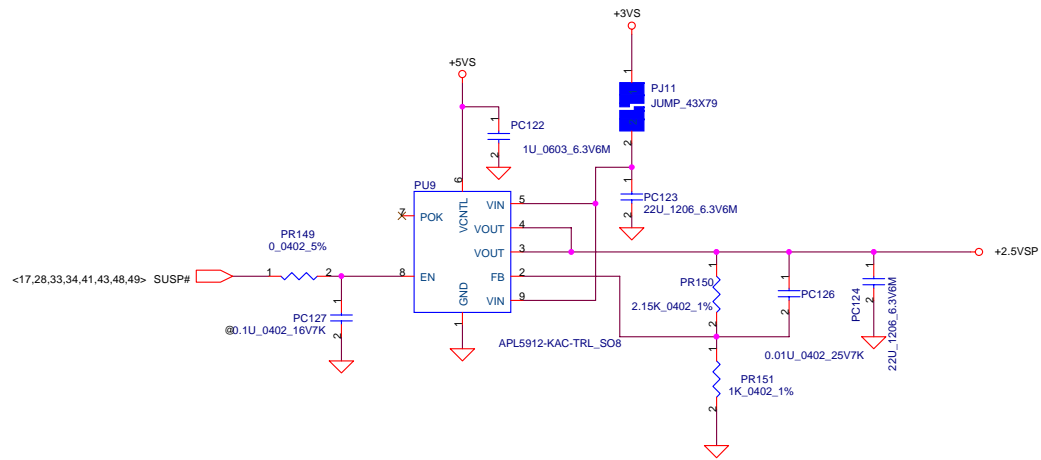 +3VS
+5VS
1
PJ11
JUMP_43X79
1
2
2
1
PC122
1U_0603_6.3V6M
2
6
PU9
1
PC123
22U_1206_6.3V6M
2
7
POK
VCNTL
VIN
5
VOUT
4
VOUT
3
+2.5VSP
PR149
0_0402_5%
<17,28,33,34,41,43,48,49> SUSP#
1
2
8
EN
FB
2
GND
VIN
9
1
1
PR150
2.15K_0402_1%
2
1
PC126
2
0.01U_0402_25V7K
1
PC124
22U_1206_6.3V6M
2
1
PC127
@0.1U_0402_16V7K
2
APL5912-KAC-TRL_SO8
1
PR151
1K_0402_1%
2